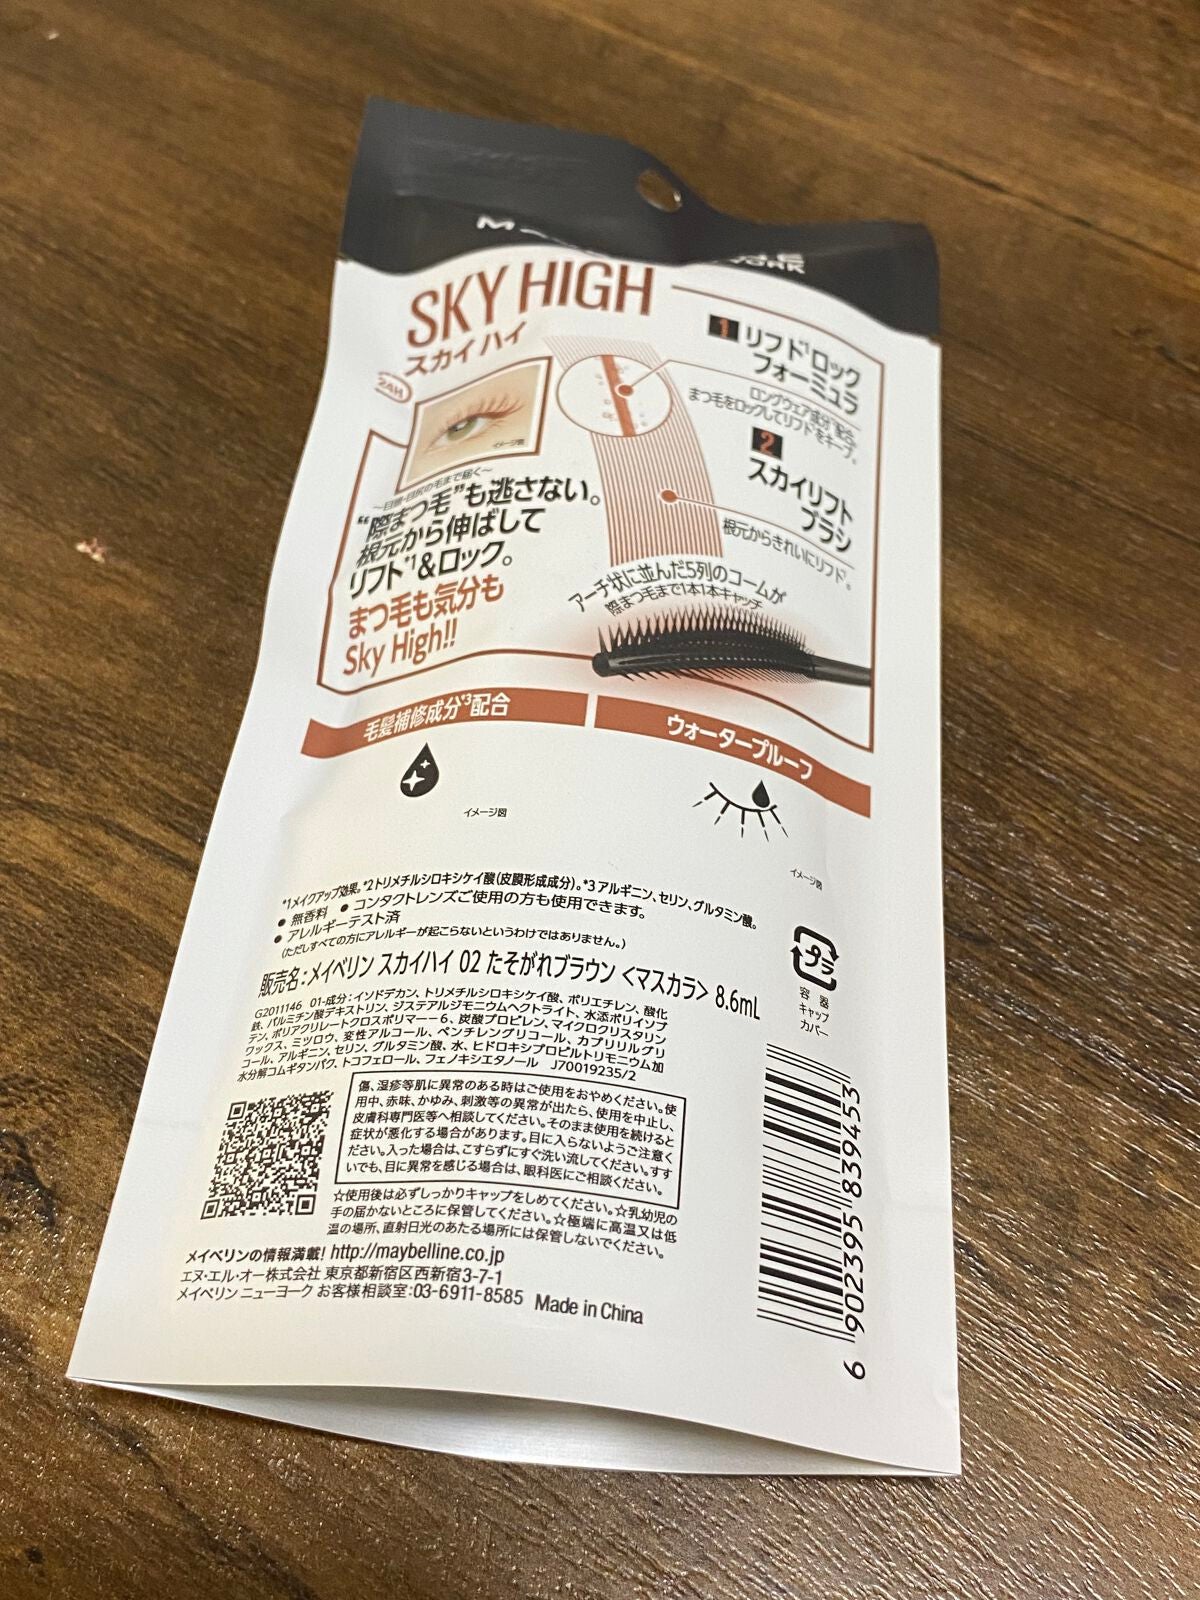 SKY HIGH
スカイ ハイ
24H
イメージ図
～目頭・目尻の毛まで届く～
“際まつ毛”も逃さない。
根元から伸ばして
リフト*1＆ロック。
まつ毛も気分も
Sky High!!
1 リフト*1ロック
フォーミュラ
ロングウェア成分*2配合。
まつ毛をロックしてリフト*1をキープ。
2
スカイリフト
ブラシ
根元からきれいにリフト*1。
アーチ状に並んだ5列のコームが
際まつ毛まで1本1本キャッチ
毛髪補修成分*3配合
ウォータープルーフ
イメージ図
イメージ図
*1メイクアップ効果。*2トリメチルシロキシケイ酸（皮膜形成成分）。*3アルギニン、セリン、グルタミン酸。
● 無香料 ● コンタクトレンズご使用の方も使用できます。
● アレルギーテスト済
（ただしすべての方にアレルギーが起こらないというわけではありません。）
販売名：メイベリン スカイハイ 02 たそがれブラウン ＜マスカラ＞ 8.6mL
G2011146 01-成分：イソドデカン、トリメチルシロキシケイ酸、ポリエチレン、酸化
鉄、パルミチン酸デキストリン、ジステアルジモニウムヘクトライト、水添ポリイソブ
テン、ポリアクリレートクロスポリマー－6、炭酸プロピレン、マイクロクリスタリン
ワックス、ミツロウ、変性アルコール、ペンチレングリコール、カプリリルグリ
コール、アルギニン、セリン、グルタミン酸、水、ヒドロキシプロピルトリモニウム加
水分解コムギタンパク、トコフェロール、フェノキシエタノール J70019235/2
プラ
容器
キャップ
カバー
傷、湿疹等肌に異常のある時はご使用をおやめください。使
用中、赤味、かゆみ、刺激等の異常が出たら、使用を中止し、
皮膚科専門医等へ相談してください。そのまま使用を続けると
症状が悪化する場合があります。目に入らないようご注意く
ださい。入った場合は、こすらずにすぐ洗い流してください。すす
いでも、目に異常を感じる場合は、眼科医にご相談ください。
☆使用後は必ずしっかりキャップをしめてください。☆乳幼児の
手の届かないところに保管してください。☆極端に高温又は低
温の場所、直射日光のあたる場所には保管しないでください。
メイベリンの情報満載！http://maybelline.co.jp
エヌ・エル・オー株式会社 東京都新宿区西新宿3-7-1
メイベリン ニューヨーク お客様相談室：03-6911-8585 Made in China
6 902395 839453